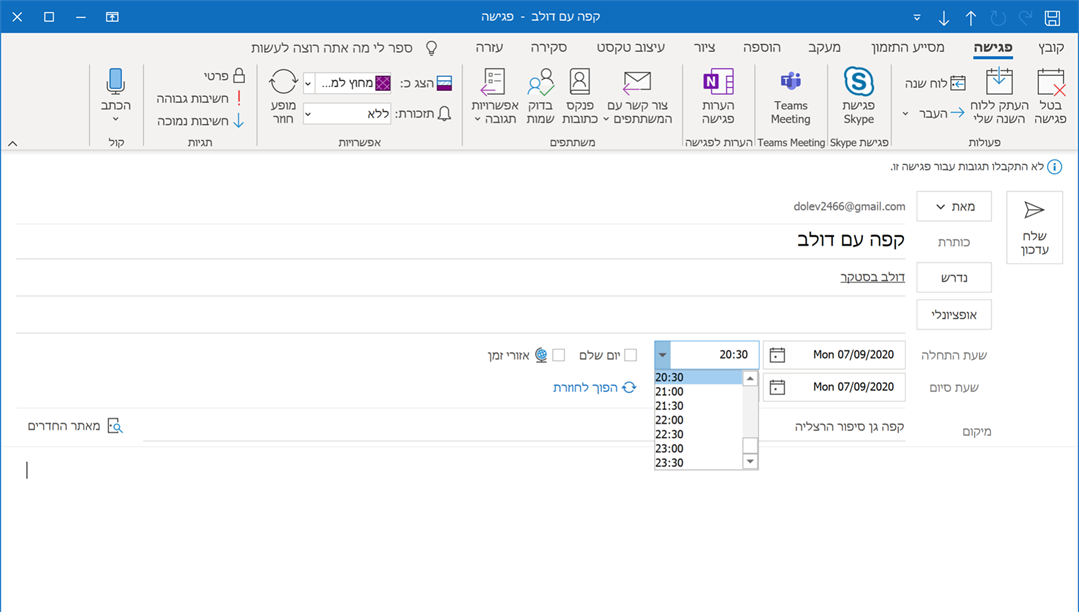 קפה עם דולב - פגישה
קובץ פגישה מסייע התזמון מעקב הוספה ציור עיצוב טקסט סקירה עזרה ספר לי מה אתה רוצה לעשות
בטל פגישה
העתק ללוח השנה שלי
לוח שנה
העבר
פעולות
פגישת Skype
פגישת Skype
Teams Meeting
Teams Meeting
הערות פגישה
הערות לפגישה
צור קשר עם המשתתפים
פנקס כתובות
בדוק שמות
אפשרויות תגובה
משתתפים
הצג כ: מחוץ למ...
תזכורת: ללא
מופע חוזר
אפשרויות
פרטי
חשיבות גבוהה
חשיבות נמוכה
תגיות
הכתב
קול
לא התקבלו תגובות עבור פגישה זו.
שלח עדכון
מאת dolev2466@gmail.com
כותרת קפה עם דולב
נדרש דולב בסטקר
אופציונלי
שעת התחלה Mon 07/09/2020 20:30 יום שלם אזורי זמן
שעת סיום Mon 07/09/2020 הפוך לחוזרת
20:30
21:00
21:30
22:00
22:30
23:00
23:30
מיקום קפה גן סיפור הרצליה מאתר החדרים